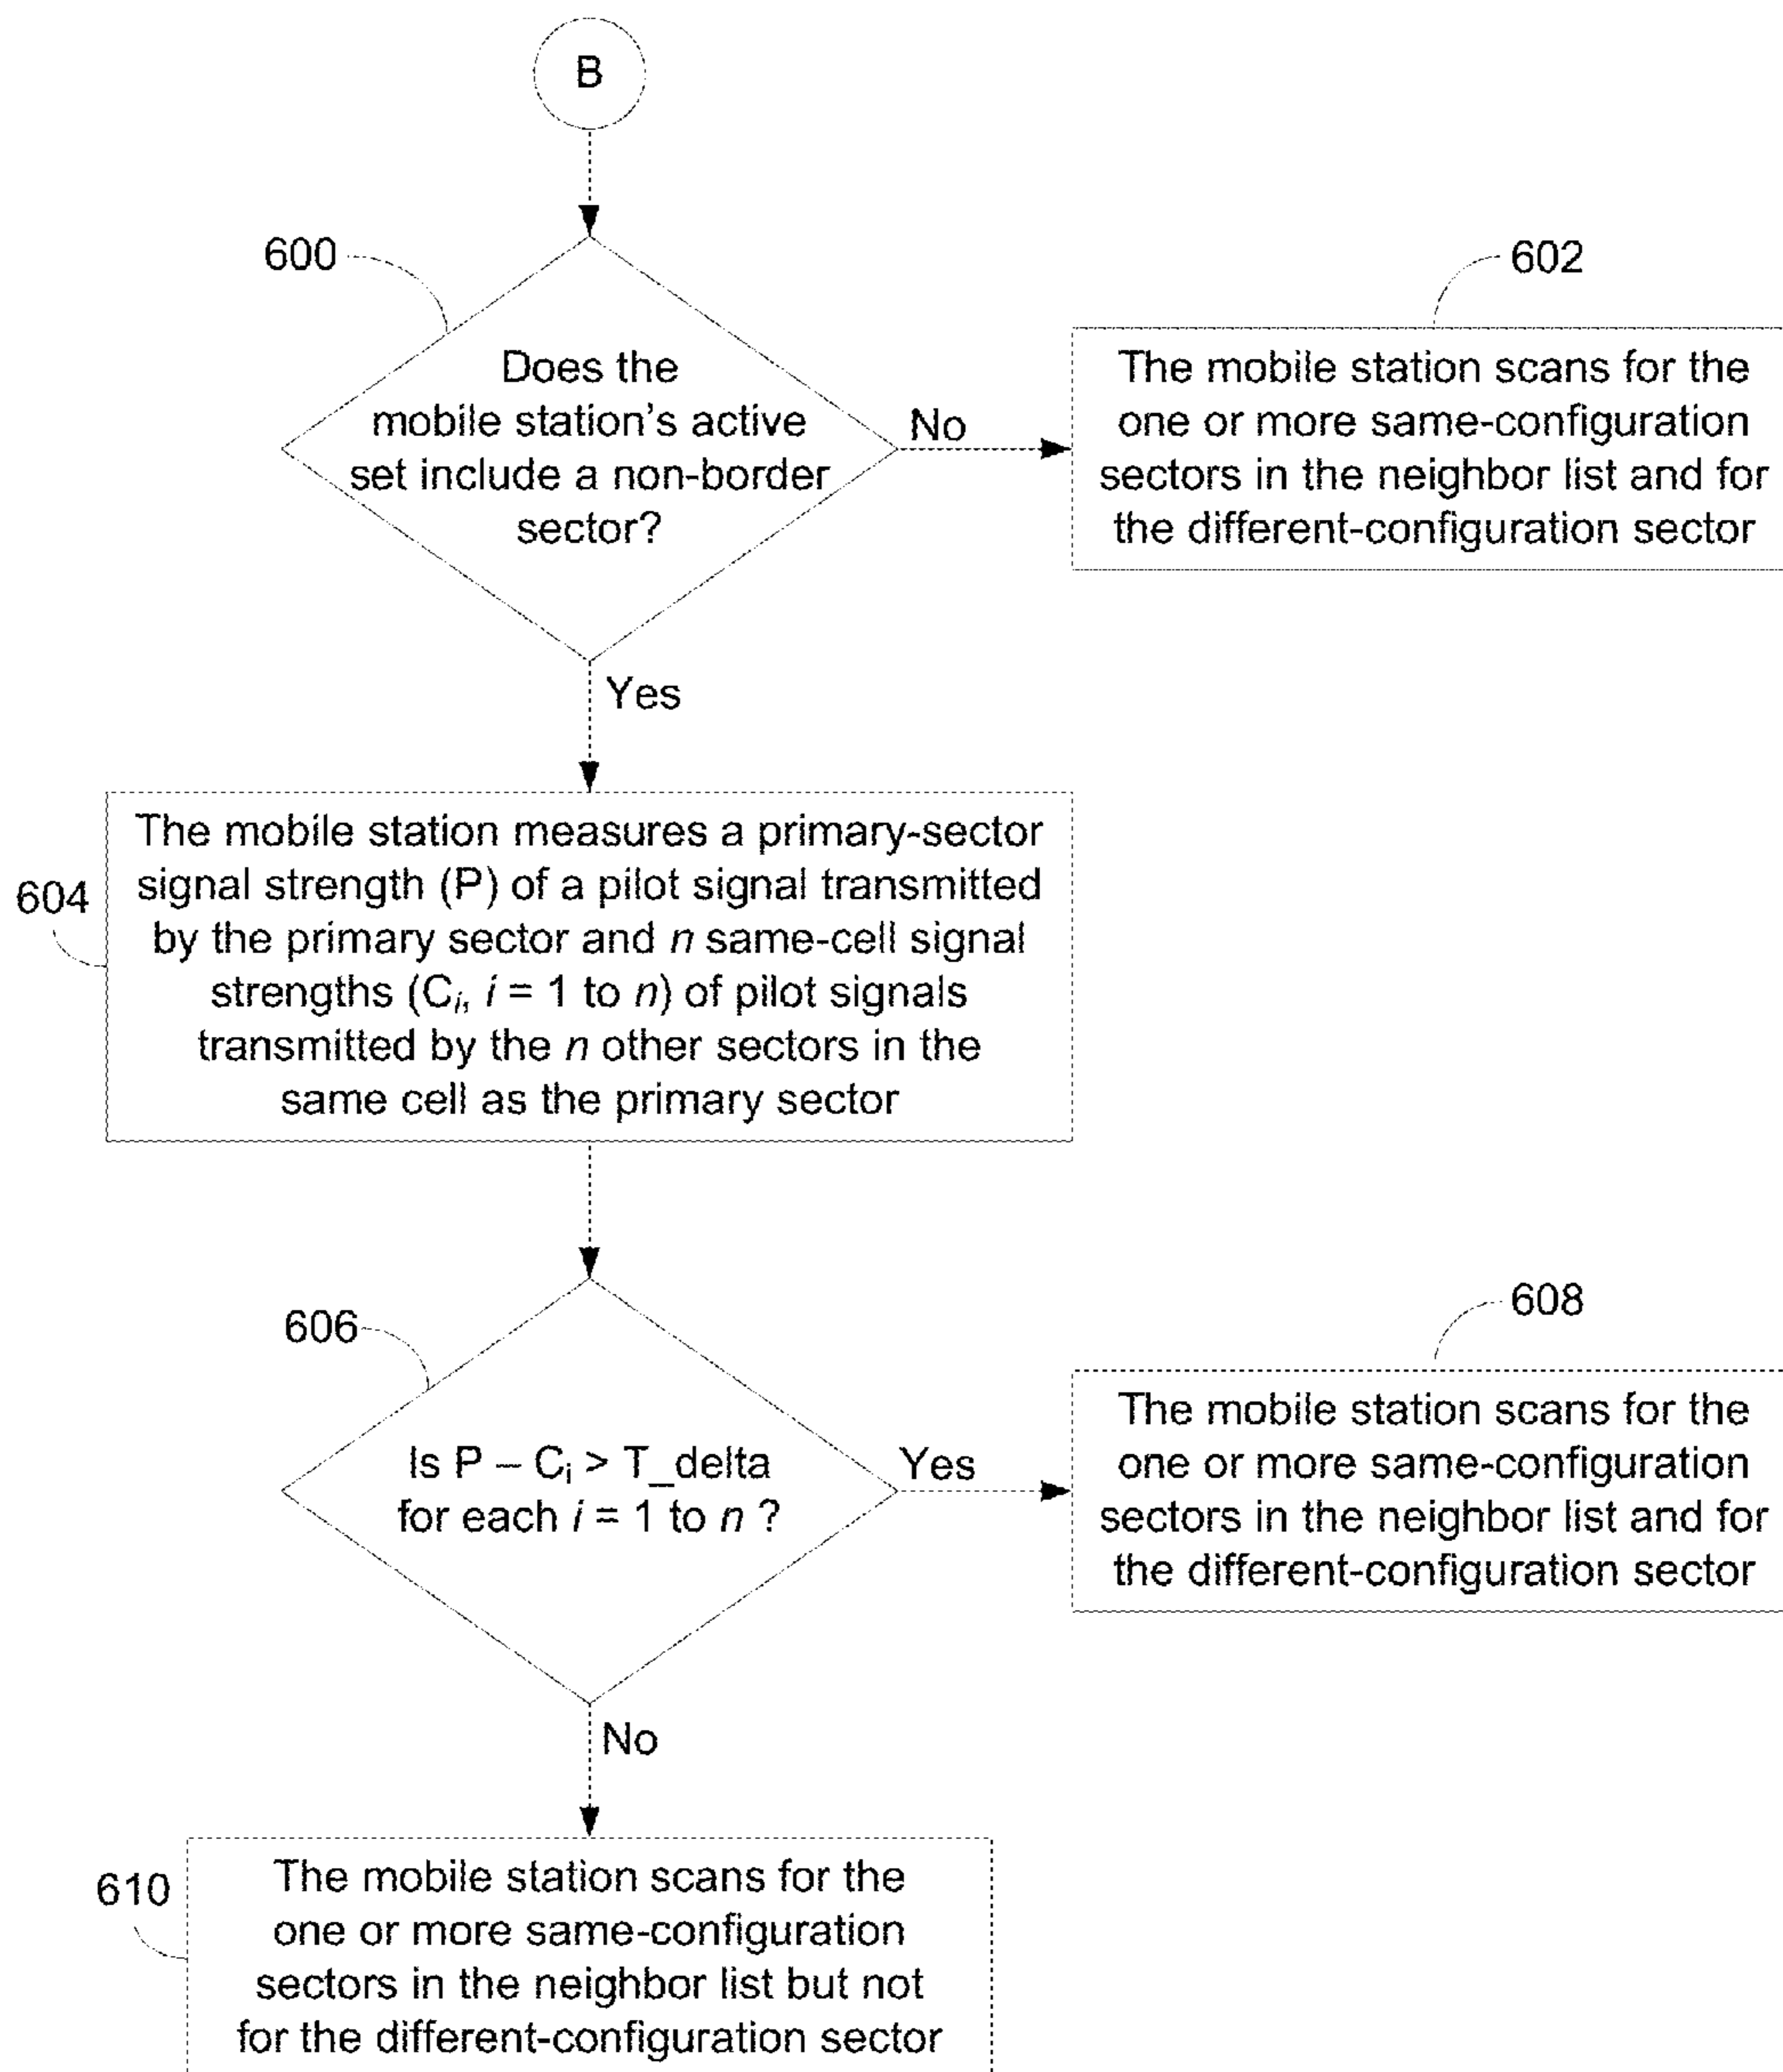 B
600
Does the
mobile station's active
set include a non-border
sector?
No
602
The mobile station scans for the
one or more same-configuration
sectors in the neighbor list and for
the different-configuration sector
Yes
604
The mobile station measures a primary-sector
signal strength (P) of a pilot signal transmitted
by the primary sector and n same-cell signal
strengths (Ci, i = 1 to n) of pilot signals
transmitted by the n other sectors in the
same cell as the primary sector
606
Is P – Ci > T_delta
for each i = 1 to n ?
Yes
608
The mobile station scans for the
one or more same-configuration
sectors in the neighbor list and for
the different-configuration sector
No
610
The mobile station scans for the
one or more same-configuration
sectors in the neighbor list but not
for the different-configuration sector